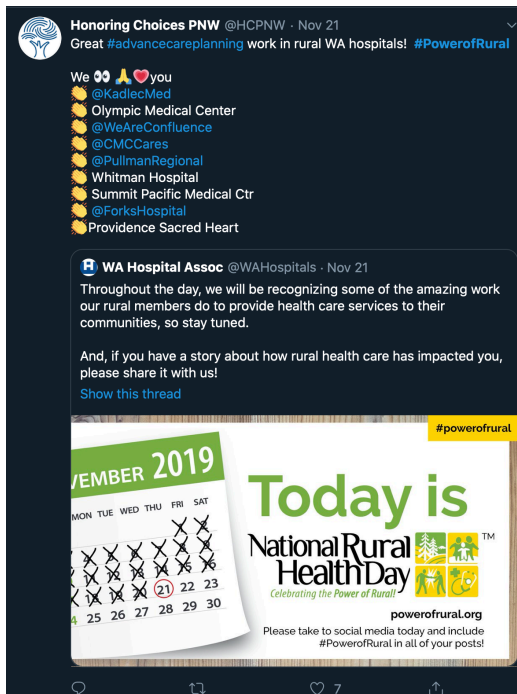 Honoring Choices PNW @HCPNW · Nov 21
Great #advancecareplanning work in rural WA hospitals! #PowerofRural
We 👀 🙏❤️you
👏 @KadlecMed
👏 Olympic Medical Center
👏 @WeAreConfluence
👏 @CMCCares
👏 @PullmanRegional
👏 Whitman Hospital
👏 Summit Pacific Medical Ctr
👏 @ForksHospital
👏Providence Sacred Heart
H WA Hospital Assoc @WAHospitals · Nov 21
Throughout the day, we will be recognizing some of the amazing work
our rural members do to provide health care services to their
communities, so stay tuned.
And, if you have a story about how rural health care has impacted you,
please share it with us!
Show this thread
#powerofrural
VEMBER 2019
MON TUE WED THU FRI SAT
21 22 23
4 25 26 27 28 29 30
Today is
National Rural
Health Day
TM
Celebrating the Power of Rural!
powerofrural.org
Please take to social media today and include
#PowerofRural in all of your posts!
7